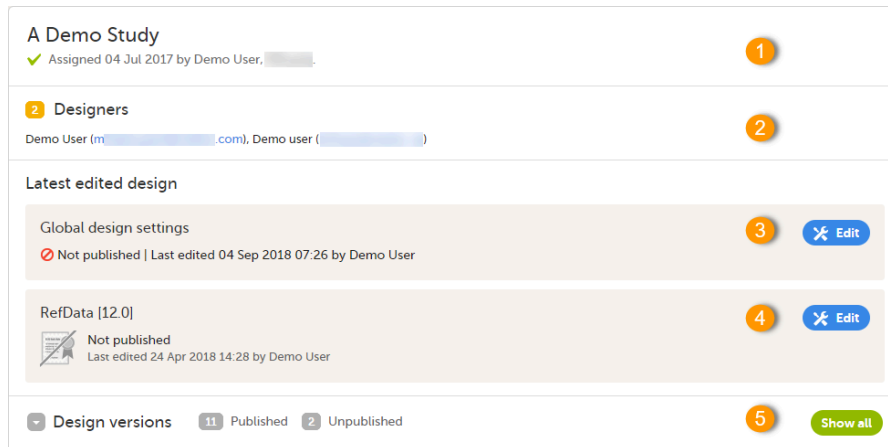 A Demo Study
1
Assigned 04 Jul 2017 by Demo User, .
2 Designers
2
Demo User (m .com), Demo user ( )
Latest edited design
Global design settings
3
Edit
Not published | Last edited 04 Sep 2018 07:26 by Demo User
RefData [12.0]
4
Edit
Not published
Last edited 24 Apr 2018 14:28 by Demo User
Design versions 11 Published 2 Unpublished
5
Show all